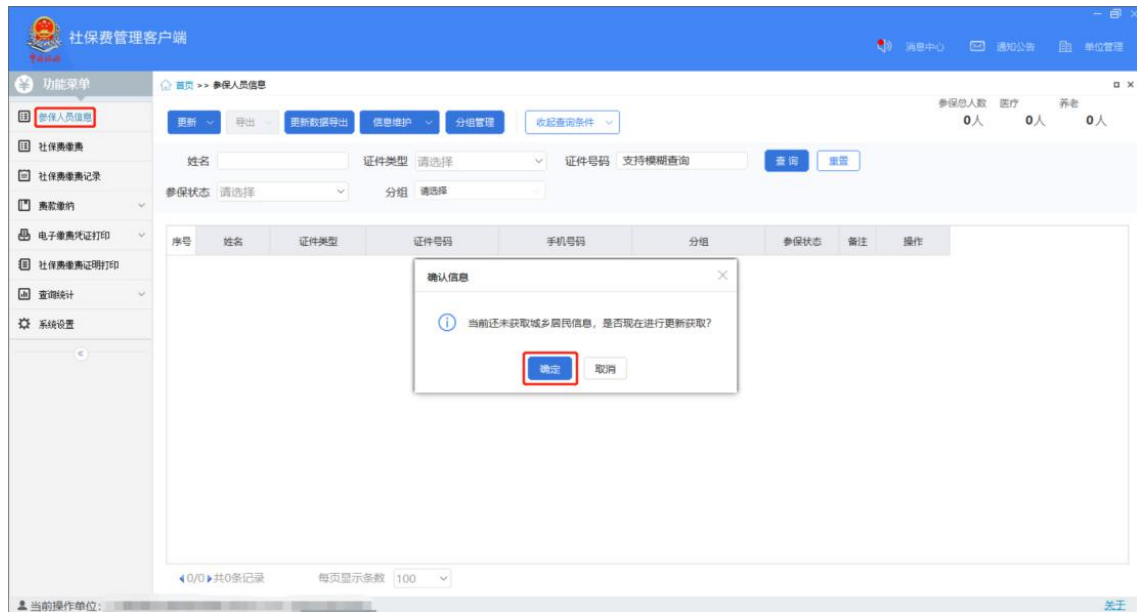 社保费管理客户端
消息中心 通知公告 单位管理
功能菜单
首页 >> 参保人员信息
参保人员信息
社保费缴费
社保费缴费记录
费款缴纳
电子缴费凭证打印
社保费缴费证明打印
查询统计
系统设置
参保总人数 医疗 养老
0人 0人 0人
更新 导出 更新数据导出 信息维护 分组管理 收起查询条件
姓名 证件类型 请选择 证件号码 支持模糊查询 查询 重置
参保状态 请选择 分组 请选择
序号 姓名 证件类型 证件号码 手机号码 分组 参保状态 备注 操作
确认信息
当前还未获取城乡居民信息，是否现在进行更新获取?
确定 取消
0/0 共0条记录 每页显示条数 100
当前操作单位: 关于